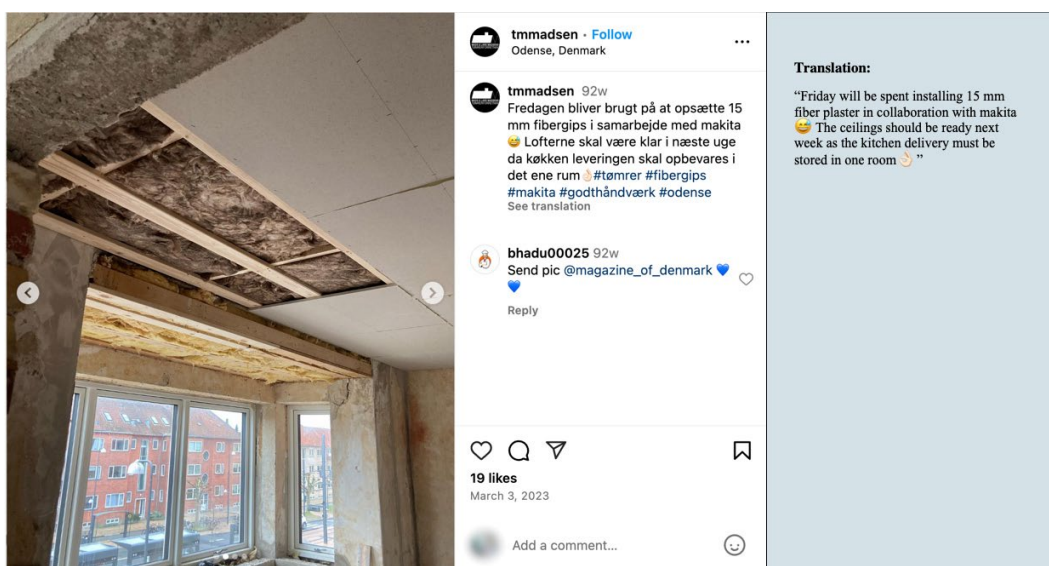 tmmadsen · Follow
Odense, Denmark
tmmadsen 92w
Fredagen bliver brugt på at opsætte 15
mm fibergips i samarbejde med makita
😅 Lofterne skal være klar i næste uge
da køkken leveringen skal opbevares i
det ene rum👌🏻#tømrer #fibergips
#makita #godthåndværk #odense
See translation
bhadu00025 92w
Send pic @magazine_of_denmark 💙
💙
Reply
19 likes
March 3, 2023
Add a comment...
Translation:
“Friday will be spent installing 15 mm
fiber plaster in collaboration with makita
😅 The ceilings should be ready next
week as the kitchen delivery must be
stored in one room👌🏻 ”